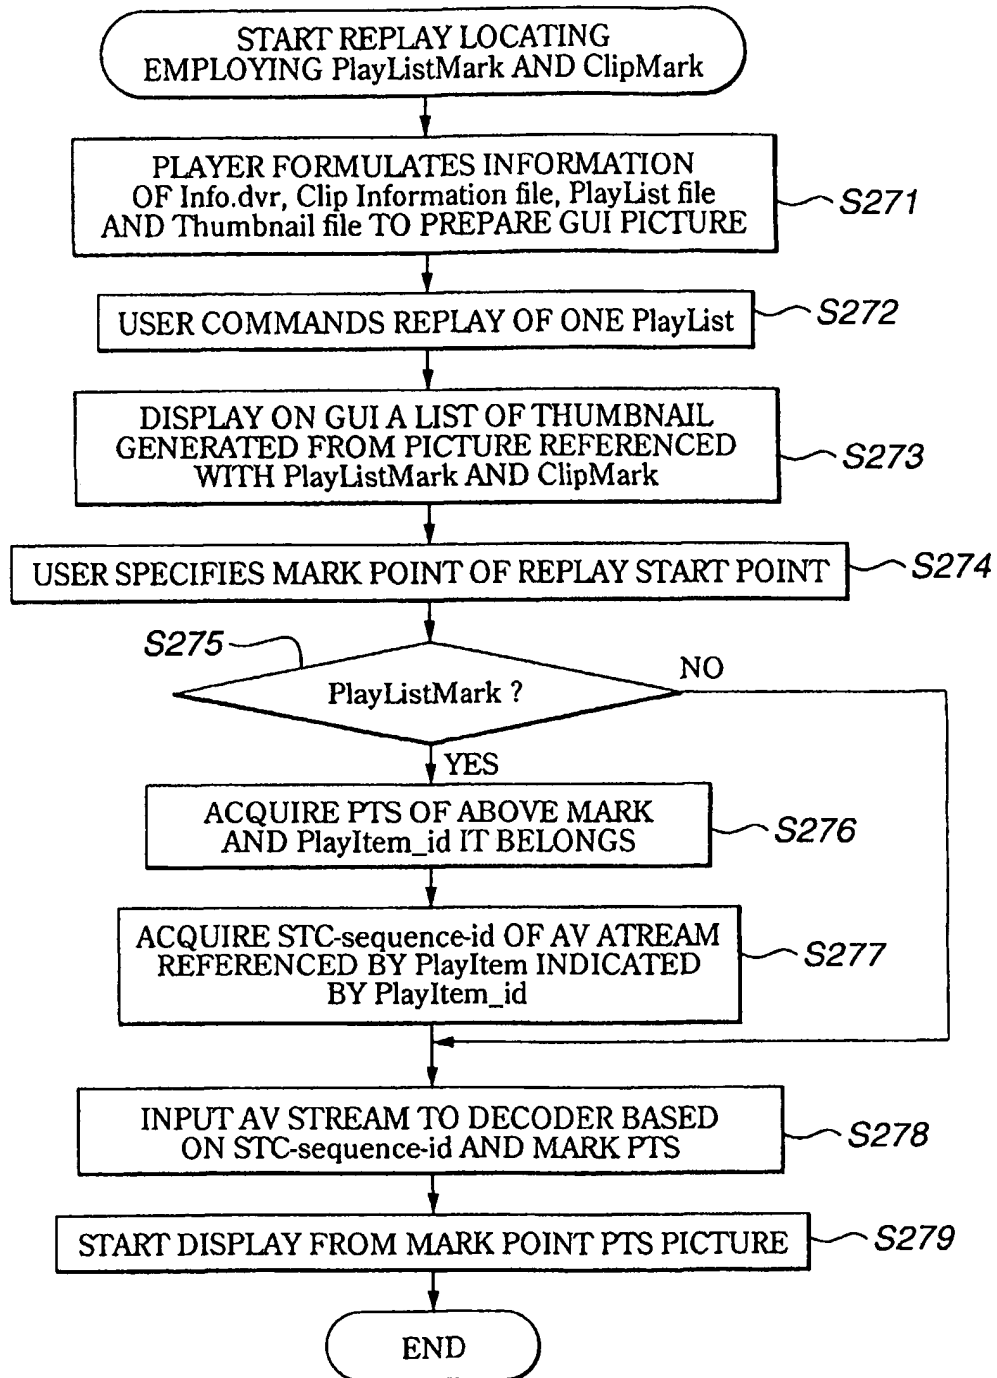 START REPLAY LOCATING
EMPLOYING PlayListMark AND ClipMark
PLAYER FORMULATES INFORMATION
OF Info.dvr, Clip Information file, PlayList file
AND Thumbnail file TO PREPARE GUI PICTURE
S271
USER COMMANDS REPLAY OF ONE PlayList
S272
DISPLAY ON GUI A LIST OF THUMBNAIL
GENERATED FROM PICTURE REFERENCED
WITH PlayListMark AND ClipMark
S273
USER SPECIFIES MARK POINT OF REPLAY START POINT
S274
S275
PlayListMark ?
NO
YES
ACQUIRE PTS OF ABOVE MARK
AND PlayItem_id IT BELONGS
S276
ACQUIRE STC-sequence-id OF AV ATREAM
REFERENCED BY PlayItem INDICATED
BY PlayItem_id
S277
INPUT AV STREAM TO DECODER BASED
ON STC-sequence-id AND MARK PTS
S278
START DISPLAY FROM MARK POINT PTS PICTURE
S279
END